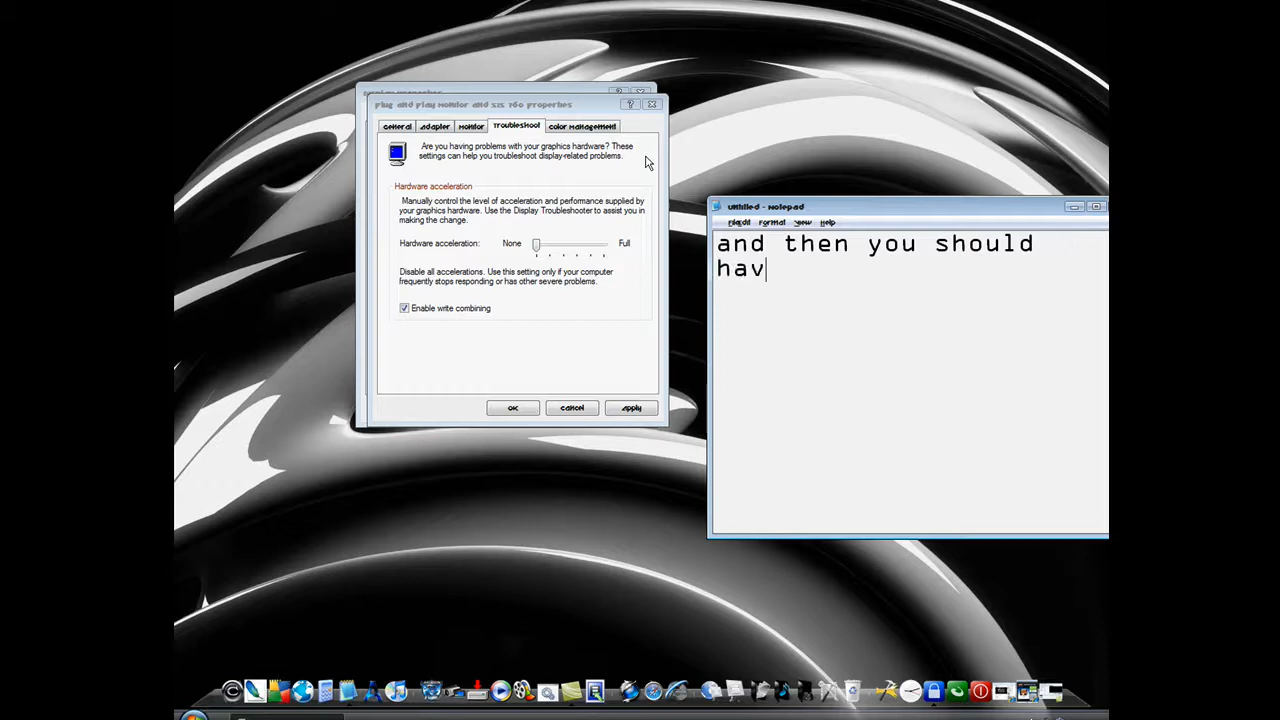 Plug and Play Monitor and SiS 760 Properties
General Adapter Monitor Troubleshoot Color Management
Are you having problems with your graphics hardware? These
settings can help you troubleshoot display-related problems.
Hardware acceleration
Manually control the level of acceleration and performance supplied by
your graphics hardware. Use the Display Troubleshooter to assist you in
making the change.
Hardware acceleration: None Full
Disable all accelerations. Use this setting only if your computer
frequently stops responding or has other severe problems.
Enable write combining
OK Cancel Apply
Untitled - Notepad
File Edit Format View Help
and then you should
hav